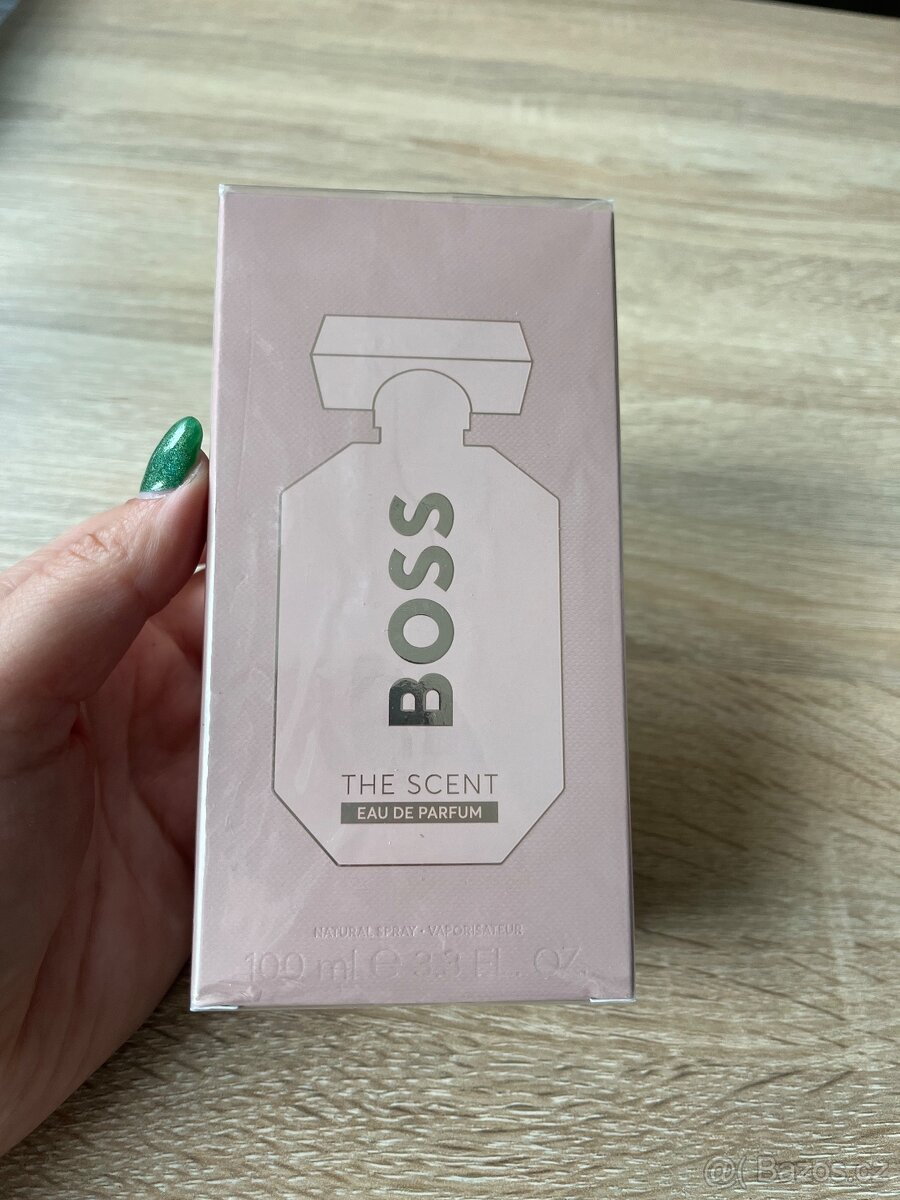 BOSS
THE SCENT
EAU DE PARFUM
NATURAL SPRAY • VAPORISATEUR
100 ml ℮ 3.3 FL. OZ.
@( Bazos.cz